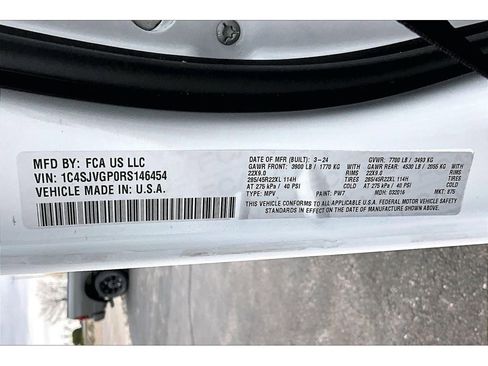 MFD BY: FCA US LLC
VIN: 1C4SJVGP0RS146454
VEHICLE MADE IN U.S.A.
DATE OF MFR (BUILT): 3-24 GVWR: 7700 LB / 3493 KG
GAWR FRONT: 3900 LB / 1770 KG GAWR REAR: 4530 LB / 2055 KG
22X9.0 RIMS 22X9.0 RIMS
285/45R22XL 114H TIRES 285/45R22XL 114H TIRES
AT 275 kPa / 40 PSI COLD AT 275 kPa / 40 PSI COLD
TYPE: MPV PAINT: PW7 MDH: 032016 MKT: 875
THIS VEHICLE CONFORMS TO ALL APPLICABLE U.S.A. FEDERAL MOTOR VEHICLE SAFETY
STANDARDS IN EFFECT ON THE DATE OF MANUFACTURE SHOWN ABOVE.